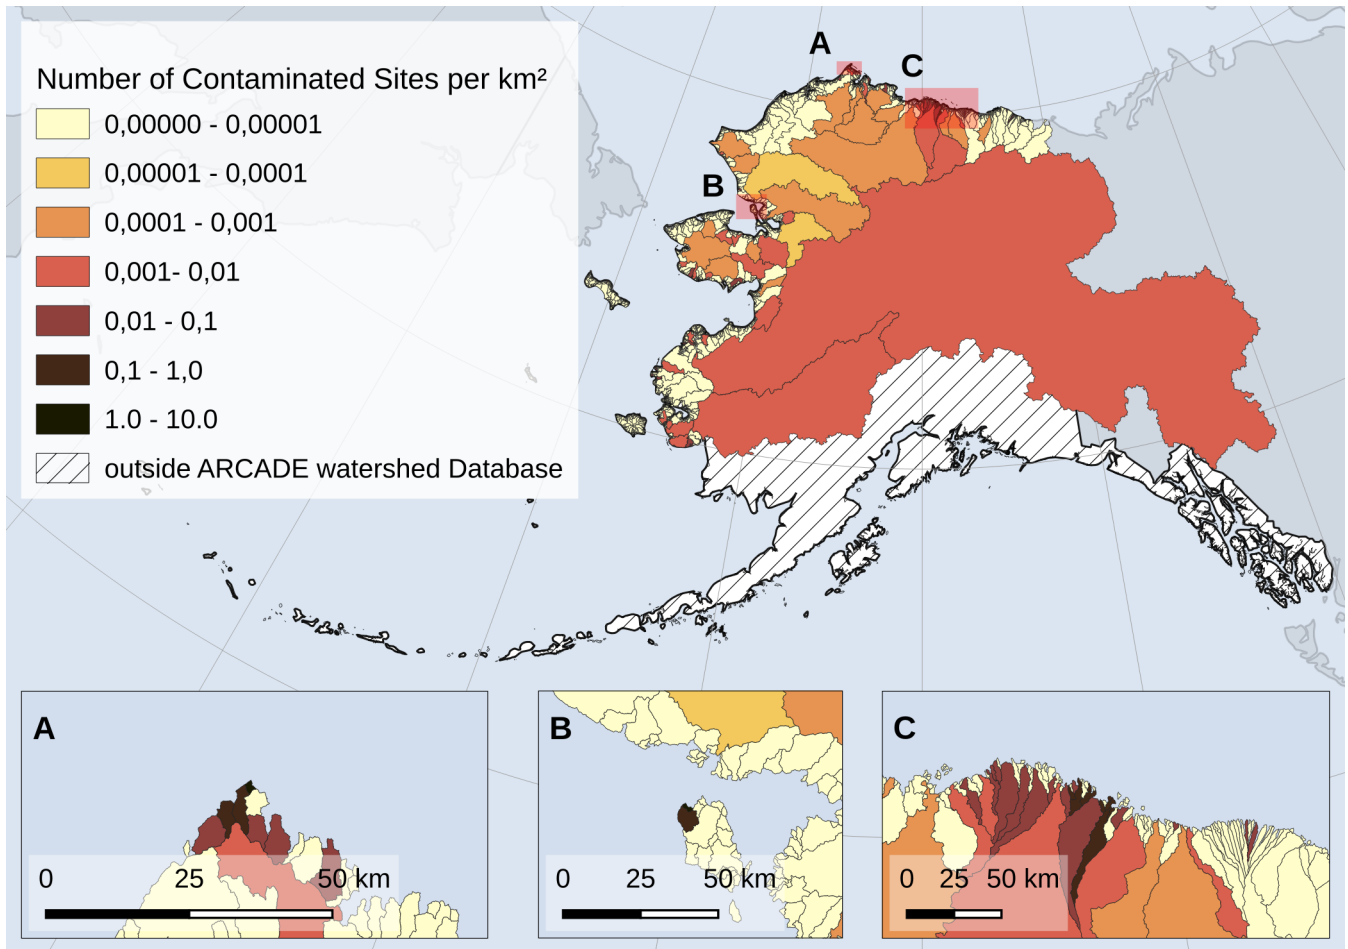 Number of Contaminated Sites per km²
0,00000 - 0,00001
0,00001 - 0,0001
0,0001 - 0,001
0,001- 0,01
0,01 - 0,1
0,1 - 1,0
1.0 - 10.0
outside ARCADE watershed Database
A
C
B
A
0 25 50 km
B
0 25 50 km
C
0 25 50 km